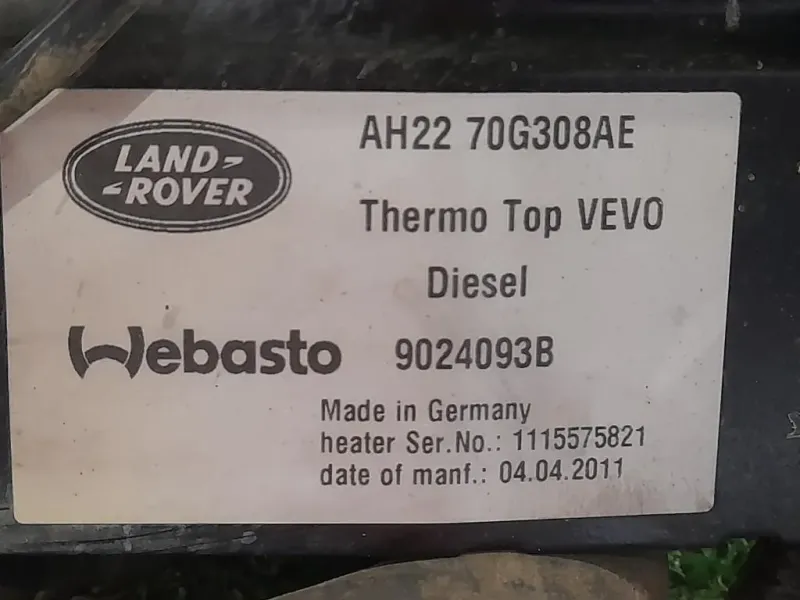 LAND-
ROVER
AH22 70G308AE
Thermo Top VEVO
Diesel
Webasto 9024093B
Made in Germany
heater Ser.No.: 1115575821
date of manf.: 04.04.2011